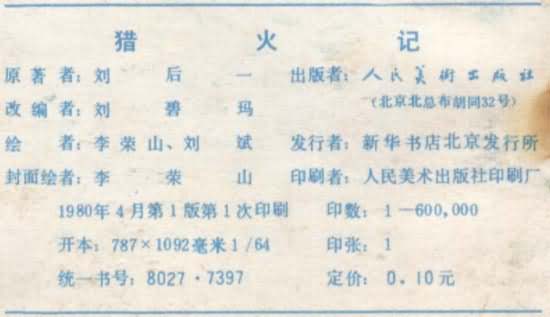 猎火记
原著者：刘后一 出版者：人民美術出版社
改编者：刘碧玛 （北京北总布胡同32号）
绘者：李荣山、刘斌 发行者：新华书店北京发行所
封面绘者：李荣山 印刷者：人民美术出版社印刷厂
1980年4月第1版第1次印刷 印数：1—600,000
开本：787×1092毫米1/64 印张：1
统一书号：8027·7397 定价：0.10元